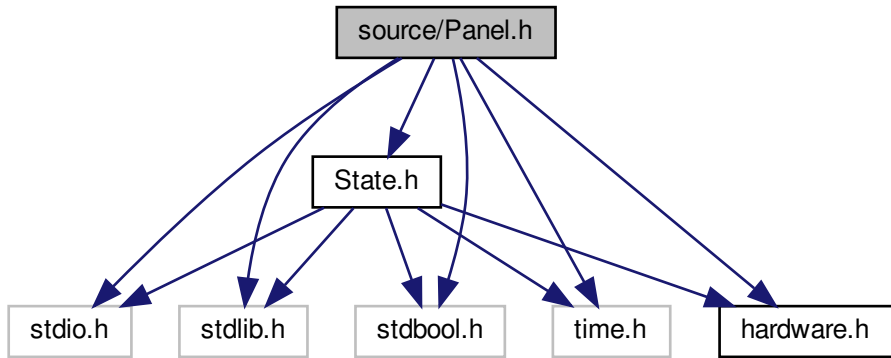 source/Panel.h
State.h
stdio.h
stdlib.h
stdbool.h
time.h
hardware.h